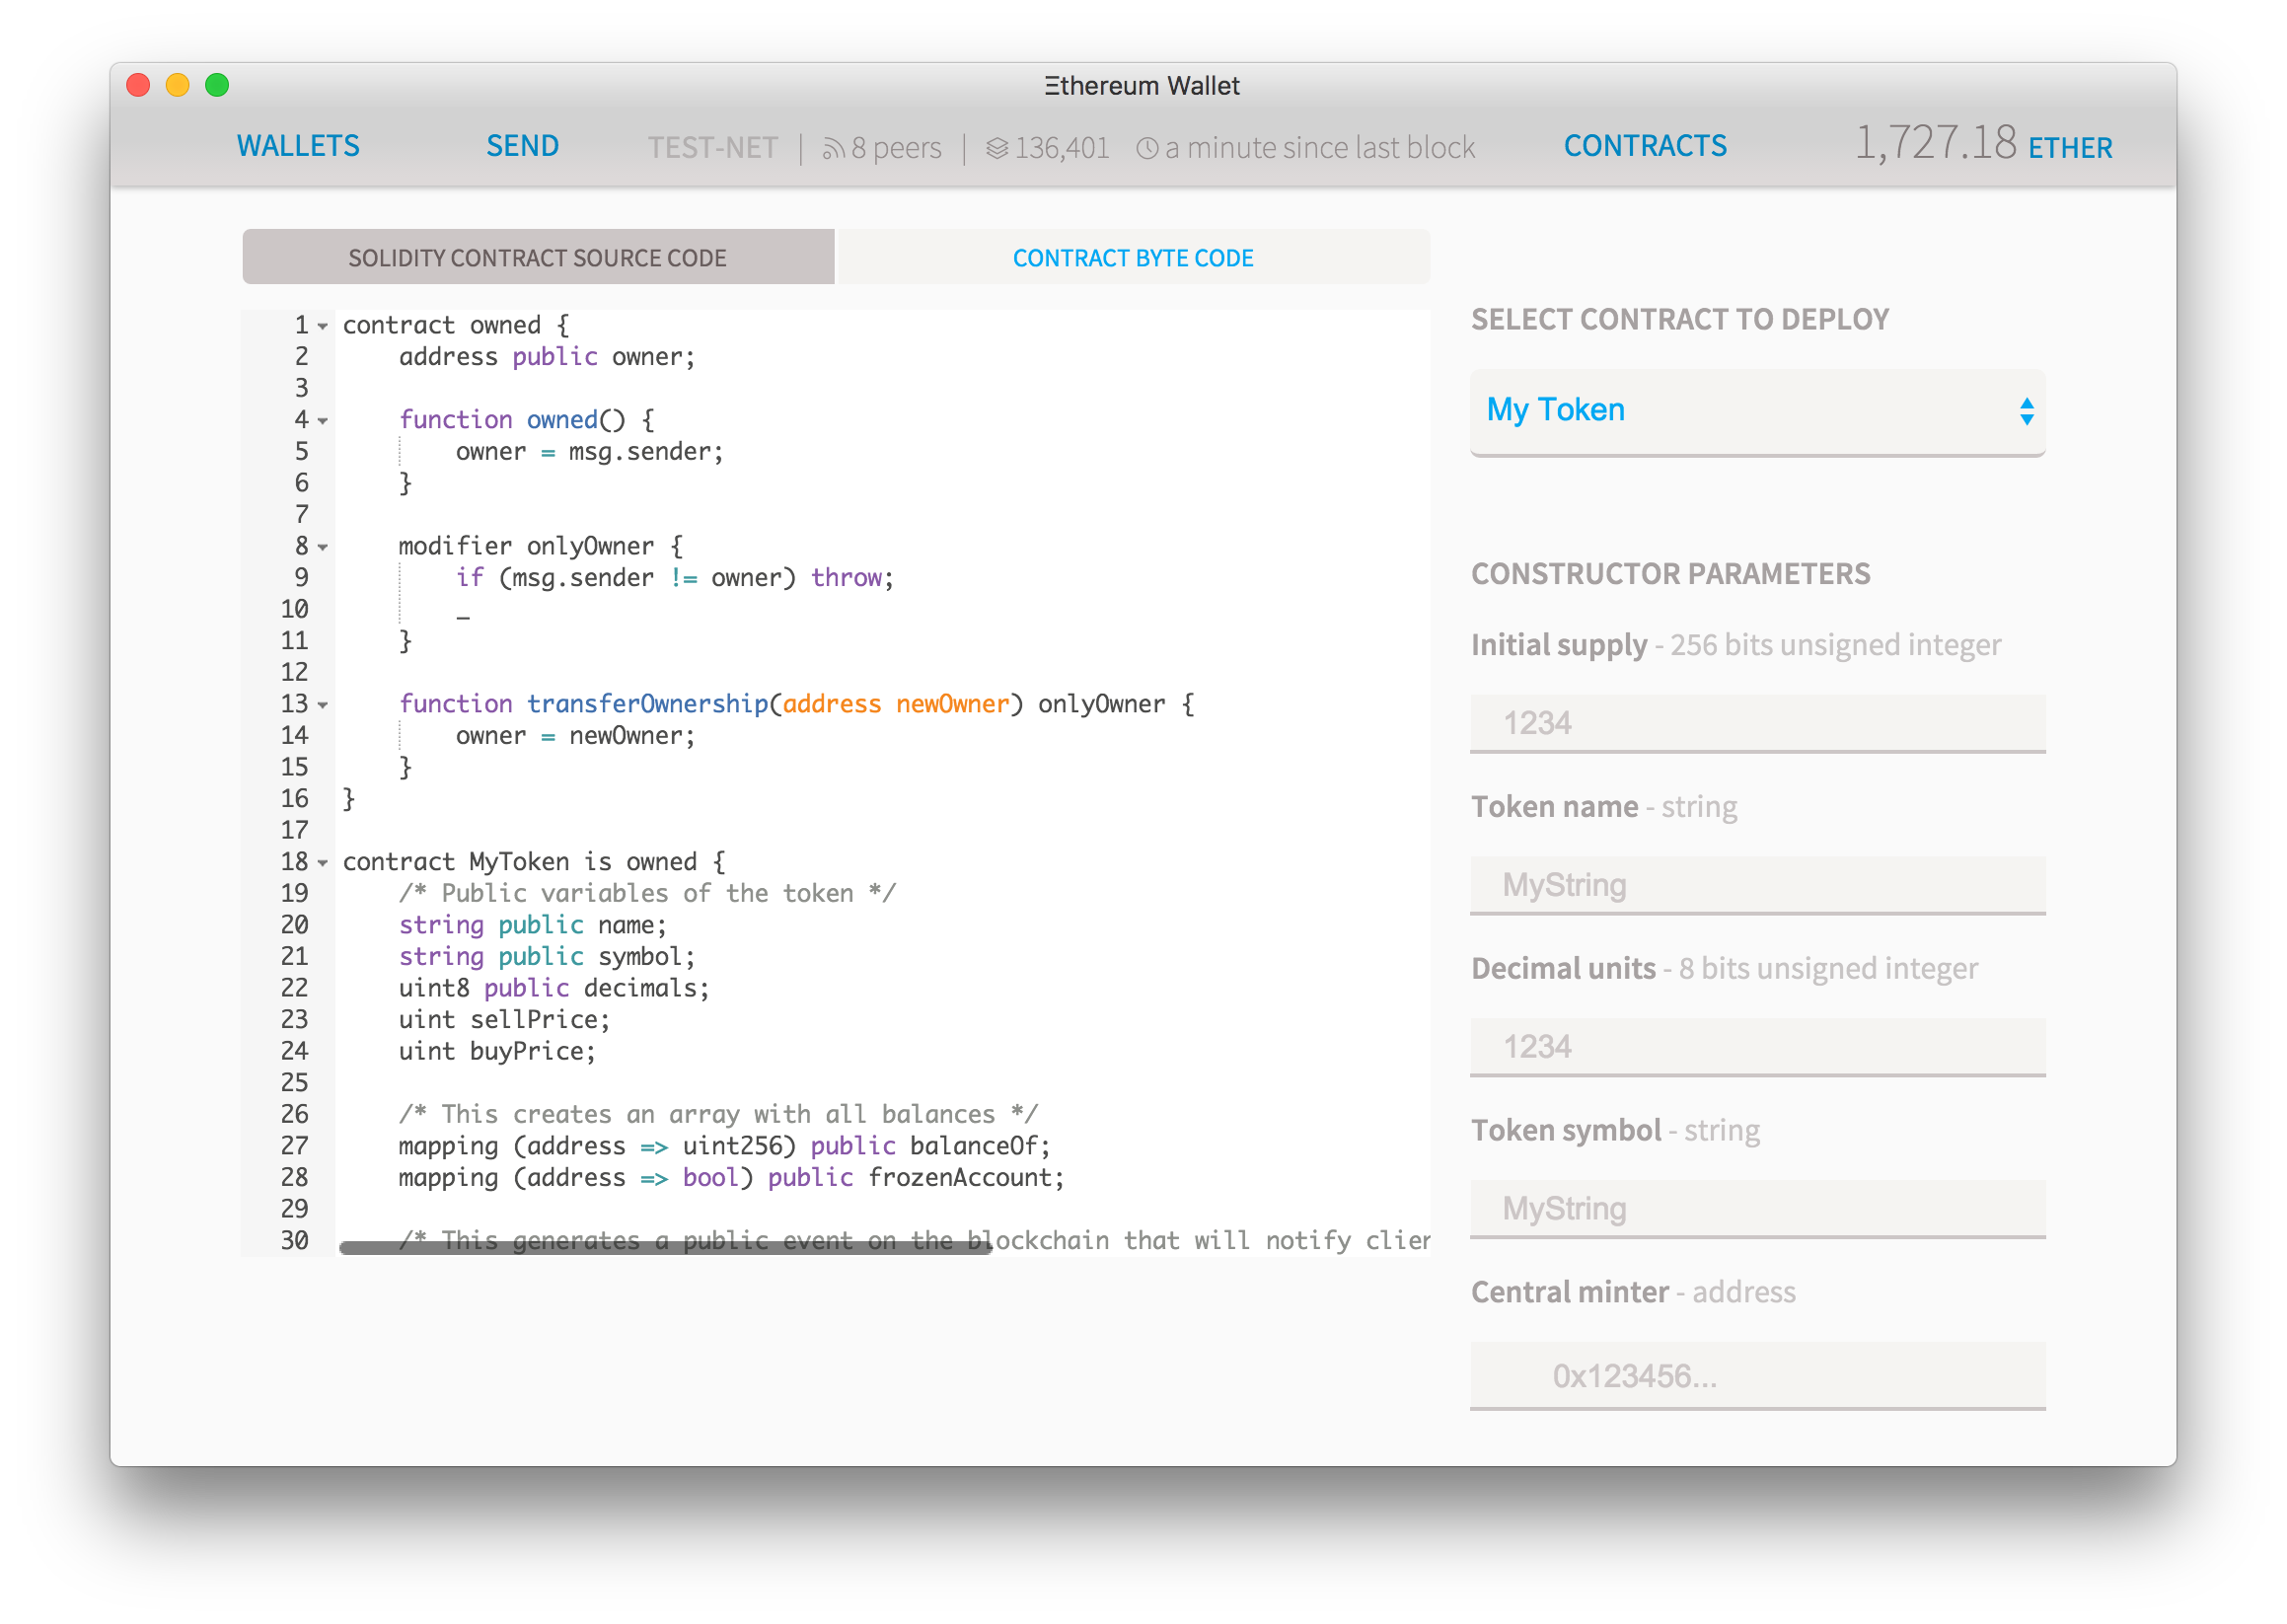 Ξthereum Wallet
WALLETS SEND TEST-NET | 8 peers | 136,401 a minute since last block CONTRACTS 1,727.18 ETHER
SOLIDITY CONTRACT SOURCE CODE CONTRACT BYTE CODE
1 contract owned {
2     address public owner;
3
4     function owned() {
5         owner = msg.sender;
6     }
7
8     modifier onlyOwner {
9         if (msg.sender != owner) throw;
10         _
11     }
12
13     function transferOwnership(address newOwner) onlyOwner {
14         owner = newOwner;
15     }
16 }
17
18 contract MyToken is owned {
19     /* Public variables of the token */
20     string public name;
21     string public symbol;
22     uint8 public decimals;
23     uint sellPrice;
24     uint buyPrice;
25
26     /* This creates an array with all balances */
27     mapping (address => uint256) public balanceOf;
28     mapping (address => bool) public frozenAccount;
29
30     /* This generates a public event on the blockchain that will notify clier
SELECT CONTRACT TO DEPLOY
My Token
CONSTRUCTOR PARAMETERS
Initial supply - 256 bits unsigned integer
1234
Token name - string
MyString
Decimal units - 8 bits unsigned integer
1234
Token symbol - string
MyString
Central minter - address
0x123456...